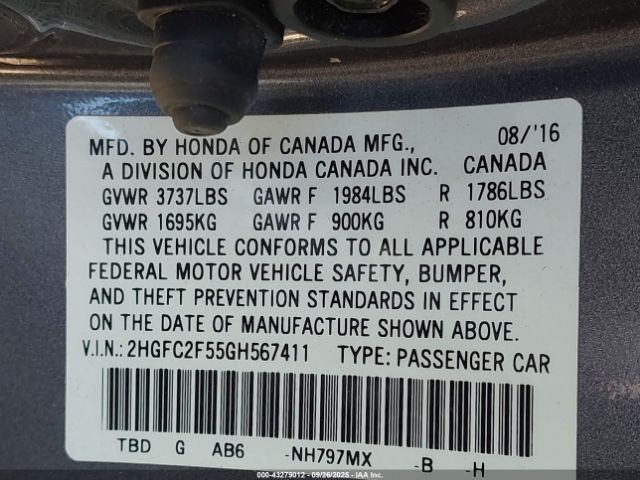 MFD. BY HONDA OF CANADA MFG., 08/'16
A DIVISION OF HONDA CANADA INC. CANADA
GVWR 3737LBS GAWR F 1984LBS R 1786LBS
GVWR 1695KG GAWR F 900KG R 810KG
THIS VEHICLE CONFORMS TO ALL APPLICABLE
FEDERAL MOTOR VEHICLE SAFETY, BUMPER,
AND THEFT PREVENTION STANDARDS IN EFFECT
ON THE DATE OF MANUFACTURE SHOWN ABOVE.
V.I.N.: 2HGFC2F55GH567411 TYPE: PASSENGER CAR
TBD G AB6 -NH797MX -B -H
000-43279012 - 09/26/2025 - IAA Inc.